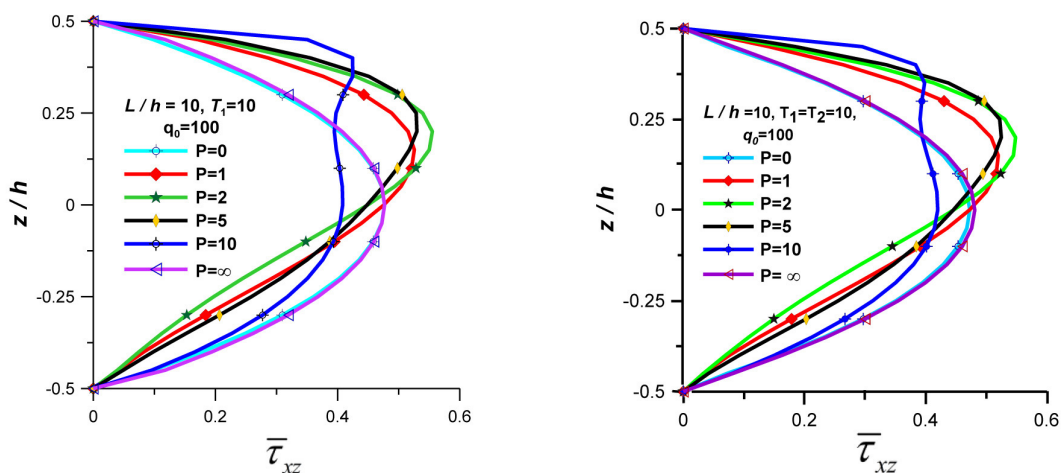 0.5
0.25
0
-0.25
-0.5
z / h
L / h = 10, T₁=10
q₀=100
P=0
P=1
P=2
P=5
P=10
P=∞
0 0.2 0.4 0.6
τ̅xz
0.5
0.25
0
-0.25
-0.5
z / h
L / h =10, T₁=T₂=10,
q₀=100
P=0
P=1
P=2
P=5
P=10
P= ∞
0 0.2 0.4 0.6
τ̅xz